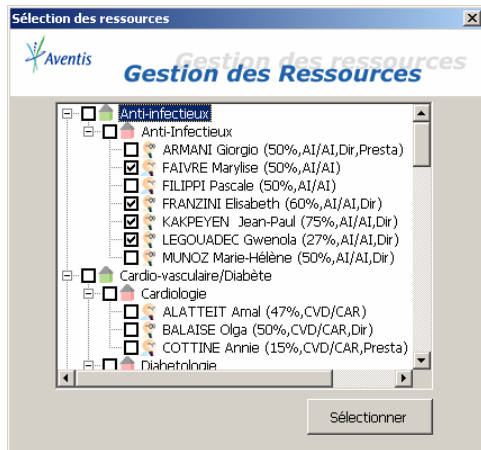 Sélection des ressources
Aventis
Gestion des ressources
Gestion des Ressources
Anti-infectieux
Anti-Infectieux
ARMANI Giorgio (50%,AI/AI,Dir,Presta)
FAIVRE Marylise (50%,AI/AI)
FILIPPI Pascale (50%,AI/AI)
FRANZINI Elisabeth (60%,AI/AI,Dir)
KAKPEYEN  Jean-Paul (75%,AI/AI,Dir)
LEGOUADEC Gwenola (27%,AI/AI,Dir)
MUNOZ Marie-Hélène (50%,AI/AI,Dir)
Cardio-vasculaire/Diabète
Cardiologie
ALATTEIT Amal (47%,CVD/CAR)
BALAISE Olga (50%,CVD/CAR,Dir)
COTTINE Annie (15%,CVD/CAR,Presta)
Diabetologie
Sélectionner